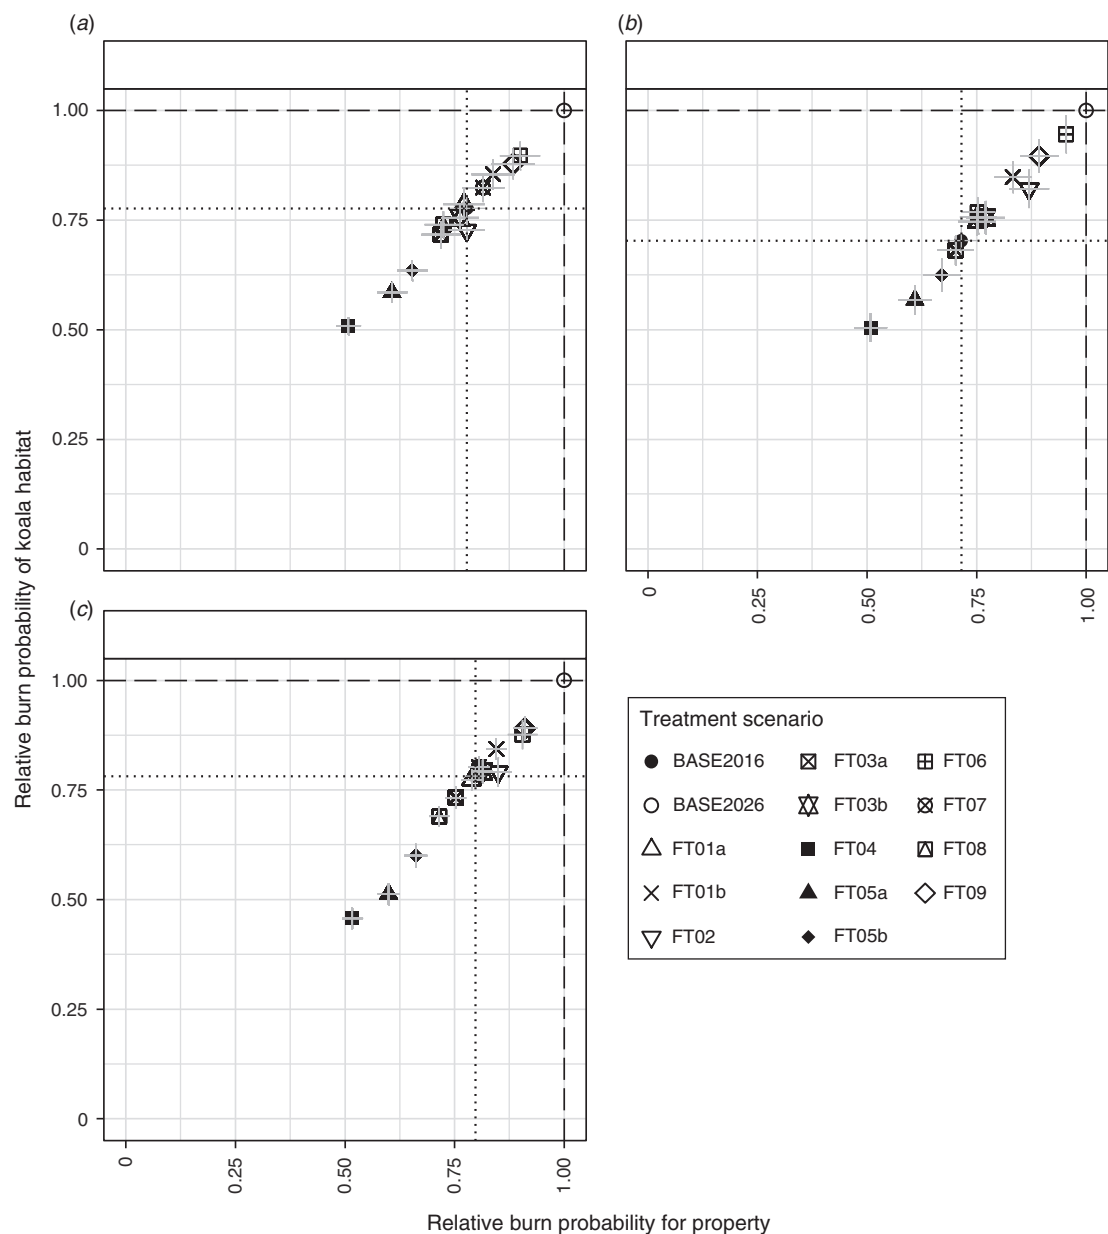 (a)
(b)
1.00
0.75
0.50
0.25
0
0
0.25
0.50
0.75
1.00
(c)
1.00
0.75
0.50
0.25
0
0
0.25
0.50
0.75
1.00
Relative burn probability of koala habitat
Relative burn probability for property
Treatment scenario
BASE2016
BASE2026
FT01a
FT01b
FT02
FT03a
FT03b
FT04
FT05a
FT05b
FT06
FT07
FT08
FT09